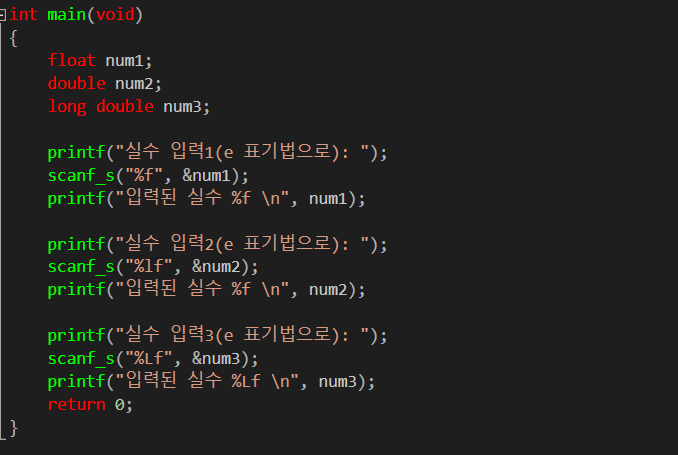 int main(void)
{
    float num1;
    double num2;
    long double num3;

    printf("실수 입력1(e 표기법으로): ");
    scanf_s("%f", &num1);
    printf("입력된 실수 %f \n", num1);

    printf("실수 입력2(e 표기법으로): ");
    scanf_s("%lf", &num2);
    printf("입력된 실수 %f \n", num2);

    printf("실수 입력3(e 표기법으로): ");
    scanf_s("%Lf", &num3);
    printf("입력된 실수 %Lf \n", num3);
    return 0;
}